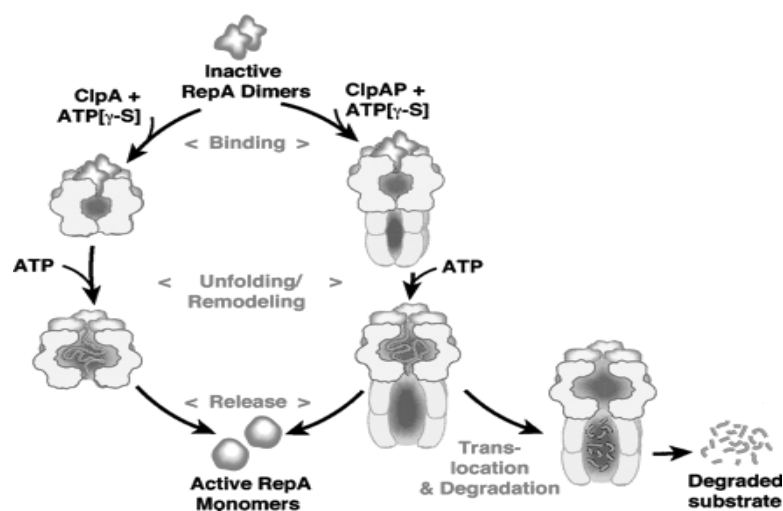 Inactive
RepA Dimers
ClpA +
ATP[γ-S]
ClpAP +
ATP[γ-S]
< Binding >
ATP
< Unfolding/ >
Remodeling
ATP
< Release >
Active RepA
Monomers
Trans-
location
& Degradation
Degraded
substrate